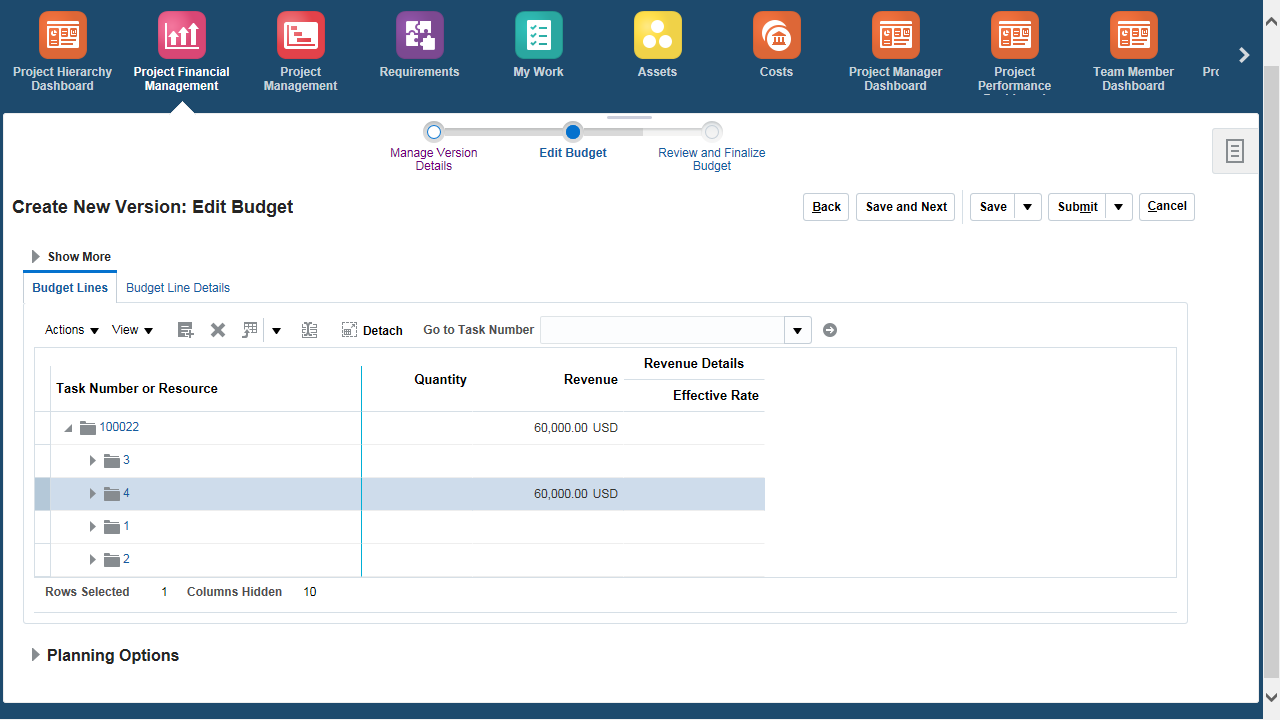 Project Hierarchy Dashboard
Project Financial Management
Project Management
Requirements
My Work
Assets
Costs
Project Manager Dashboard
Project Performance
Team Member Dashboard
Manage Version Details
Edit Budget
Review and Finalize Budget
Create New Version: Edit Budget
Back
Save and Next
Save
Submit
Cancel
Show More
Budget Lines
Budget Line Details
Actions
View
Detach
Go to Task Number
Revenue Details
Task Number or Resource
Quantity
Revenue
Effective Rate
100022 60,000.00 USD
3
4 60,000.00 USD
1
2
Rows Selected 1 Columns Hidden 10
Planning Options